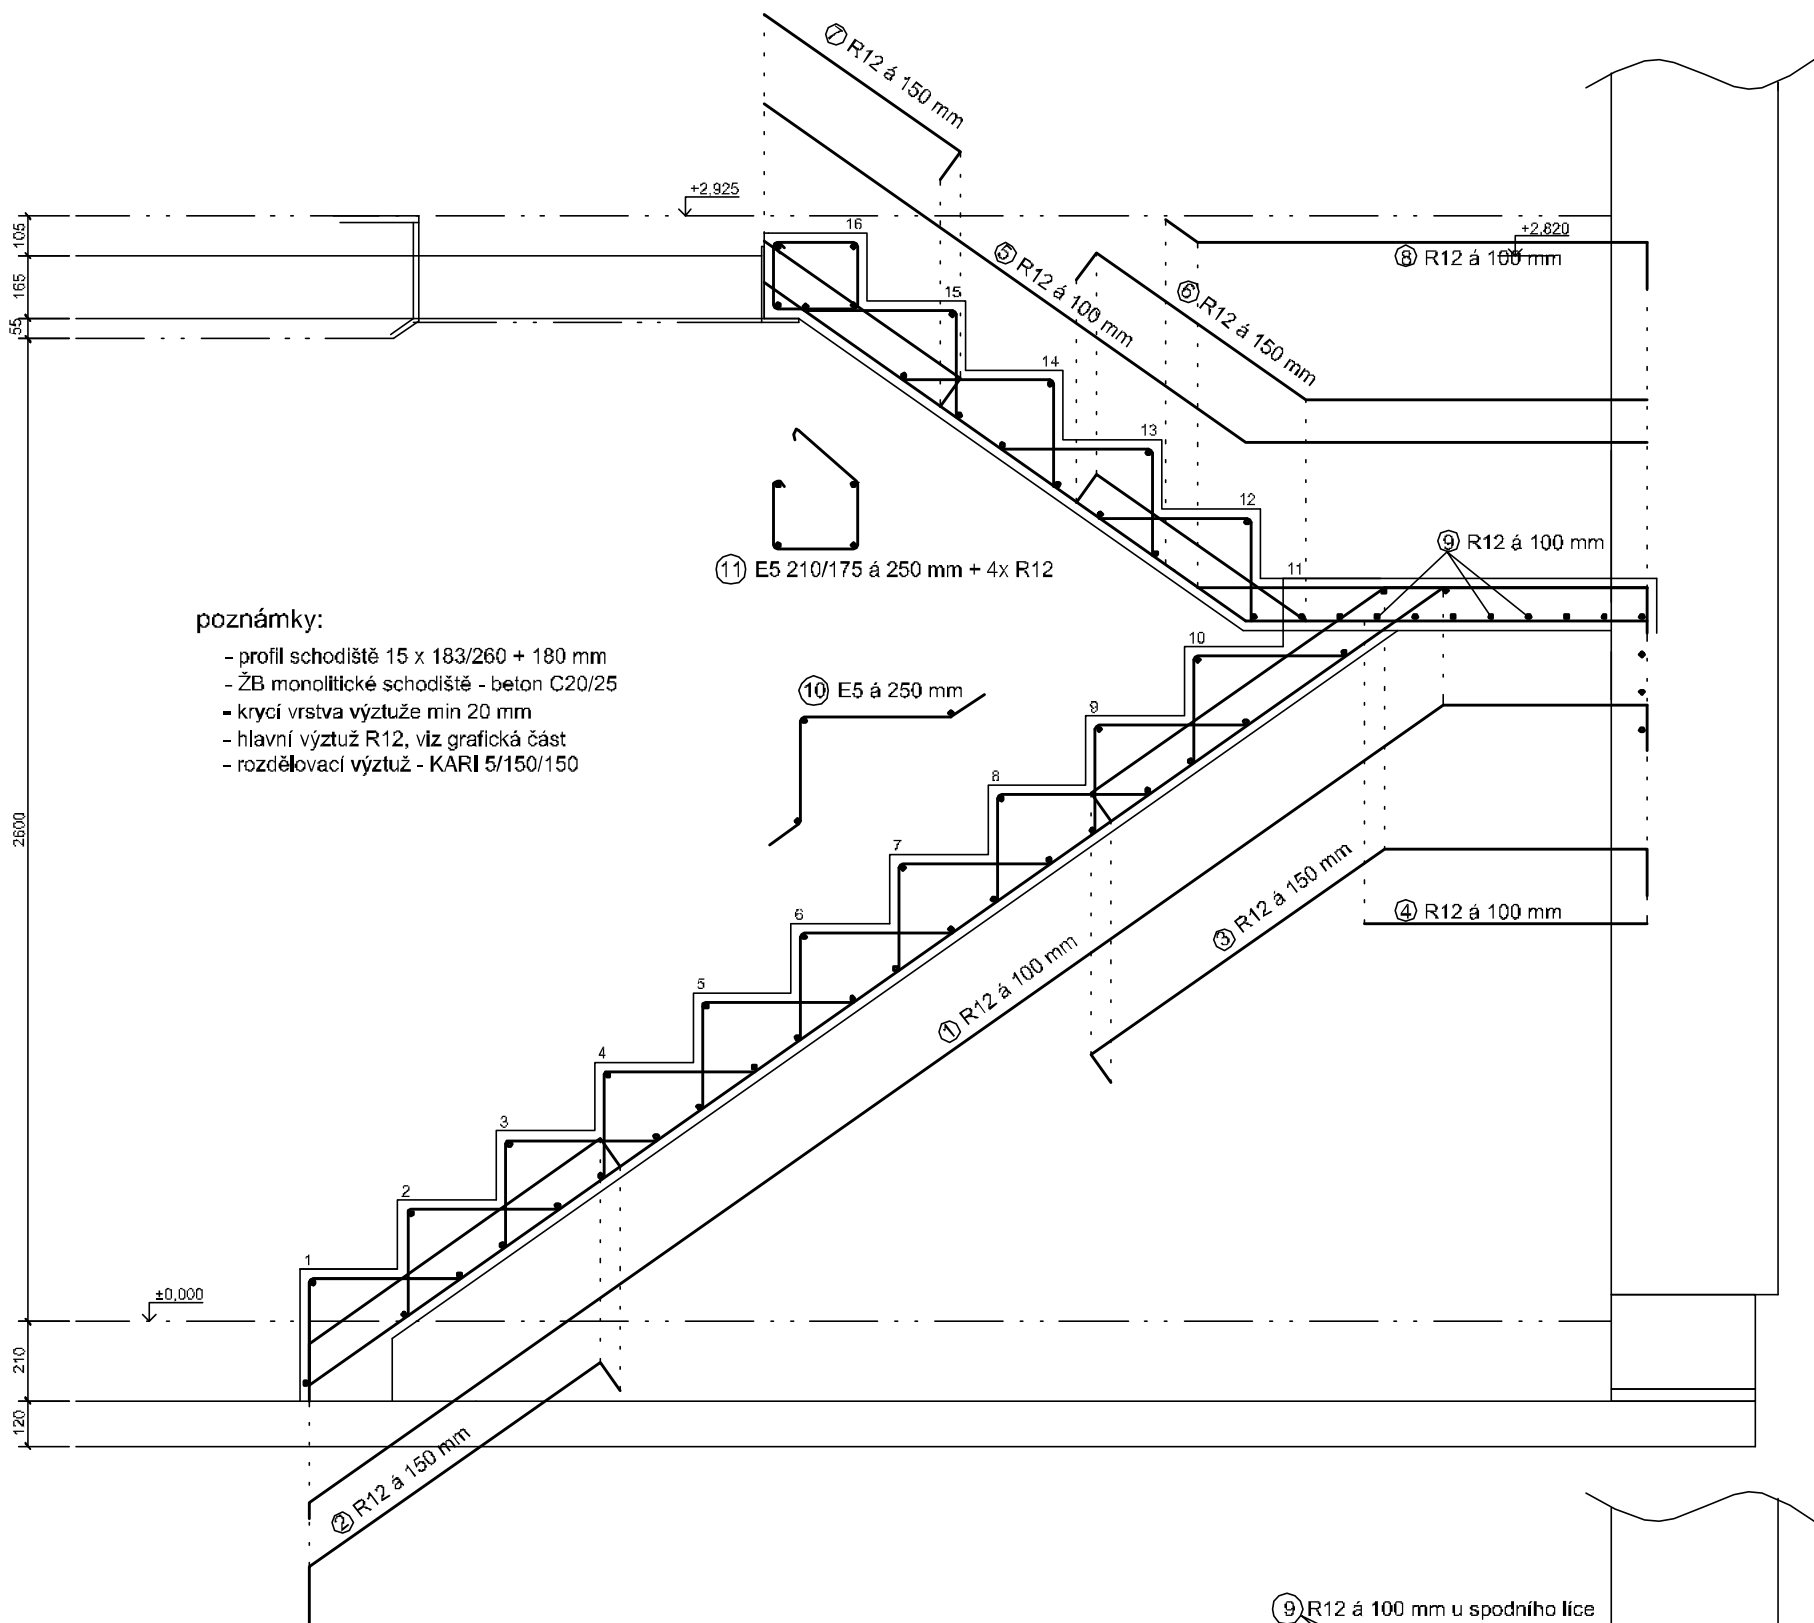 ⑦ R12 á 150 mm
+2,925
105
165
55
16
+2,820
⑧ R12 á 100 mm
⑤ R12 á 100 mm
⑥ R12 á 150 mm
15
14
13
12
11
⑨ R12 á 100 mm
⑪ E5 210/175 á 250 mm + 4x R12
poznámky:
- profil schodiště 15 x 183/260 + 180 mm
- ŽB monolitické schodiště - beton C20/25
- krycí vrstva výztuže min 20 mm
- hlavní výztuž R12, viz grafická část
- rozdělovací výztuž - KARI 5/150/150
⑩ E5 á 250 mm
10
9
8
7
6
5
4
3
2
1
2600
③ R12 á 150 mm
④ R12 á 100 mm
① R12 á 100 mm
±0,000
210
120
② R12 á 150 mm
⑨ R12 á 100 mm u spodního líce